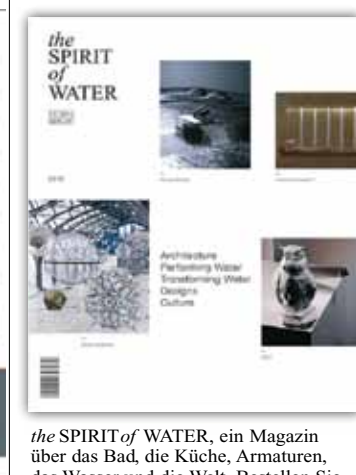 the
SPIRIT
of
WATER
Architecture
Performing Water
Transforming Water
Designs
Culture
the SPIRIT of WATER, ein Magazin
über das Bad, die Küche, Armaturen,
das Wasser und die Welt. Bestellen Sie